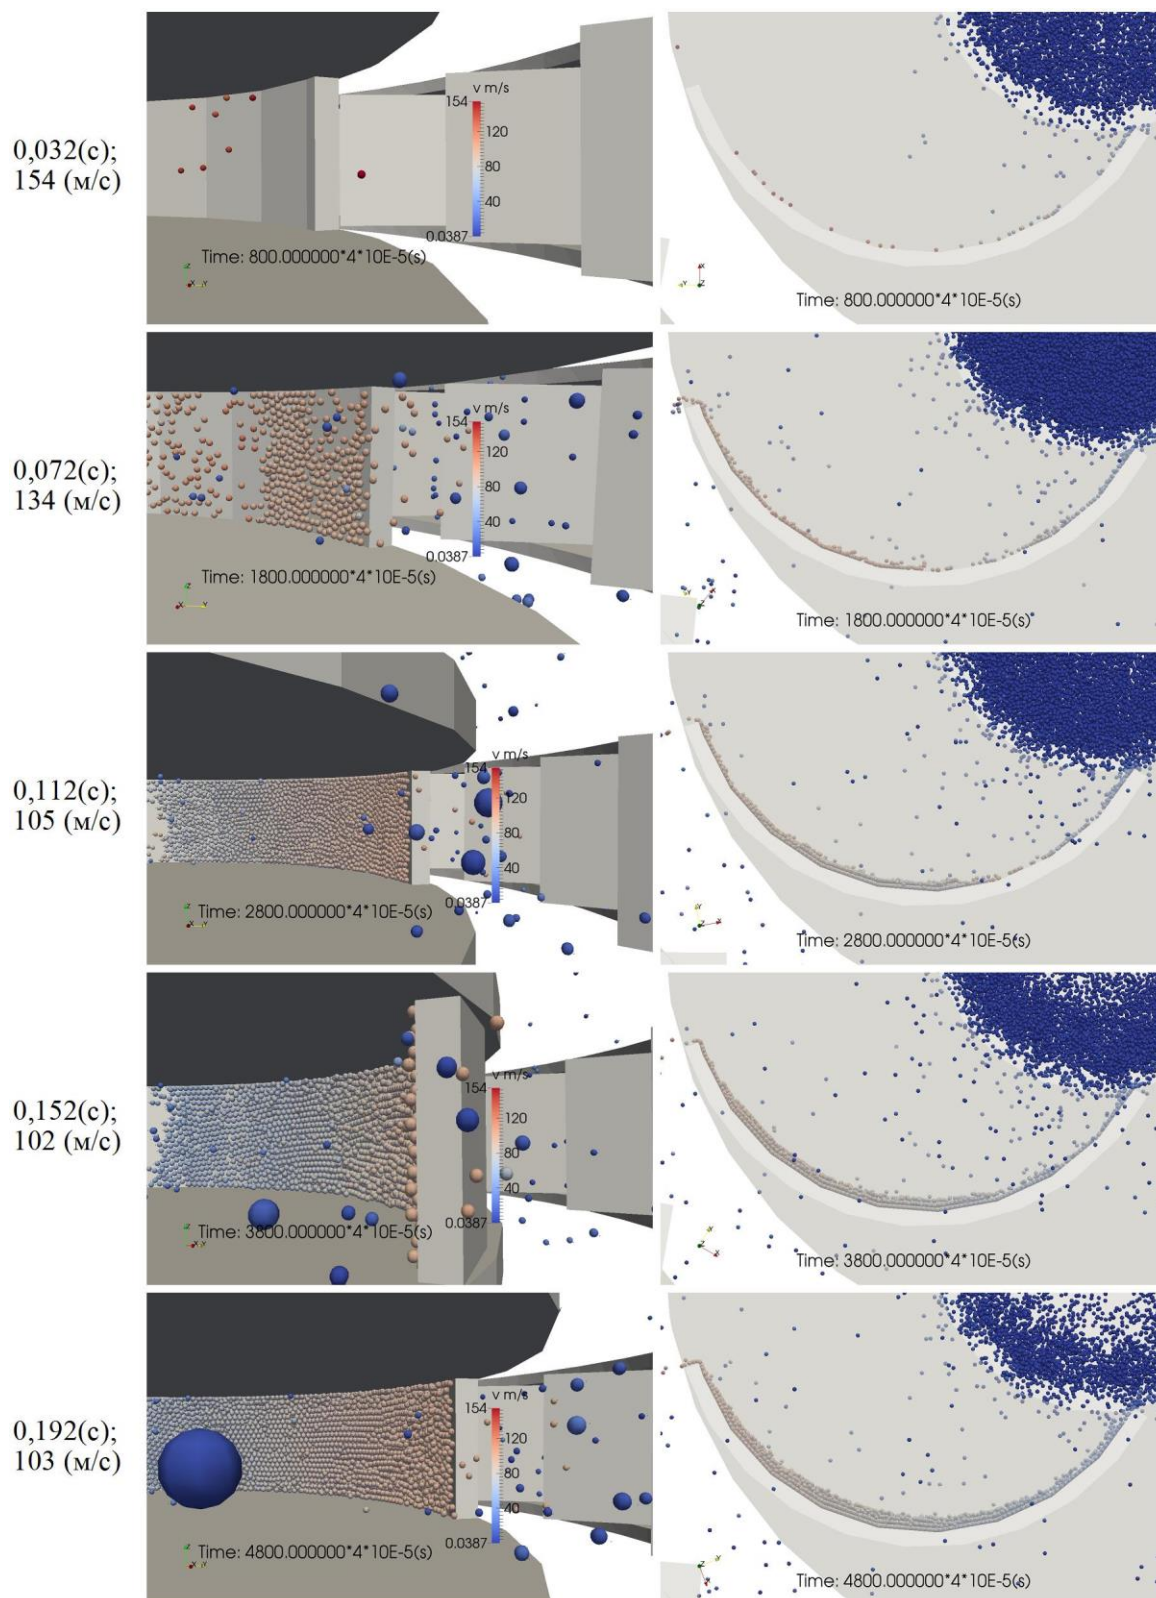 0,032(с);
154 (м/с)
v m/s
154
120
80
40
0.0387
Time: 800.000000*4*10E-5(s)
Time: 800.000000*4*10E-5(s)
0,072(с);
134 (м/с)
v m/s
154
120
80
40
0.0387
Time: 1800.000000*4*10E-5(s)
Time: 1800.000000*4*10E-5(s)
0,112(с);
105 (м/с)
v m/s
154
120
80
40
0.0387
Time: 2800.000000*4*10E-5(s)
Time: 2800.000000*4*10E-5(s)
0,152(с);
102 (м/с)
v m/s
154
120
80
40
0.0387
Time: 3800.000000*4*10E-5(s)
Time: 3800.000000*4*10E-5(s)
0,192(с);
103 (м/с)
v m/s
154
120
80
40
0.0387
Time: 4800.000000*4*10E-5(s)
Time: 4800.000000*4*10E-5(s)